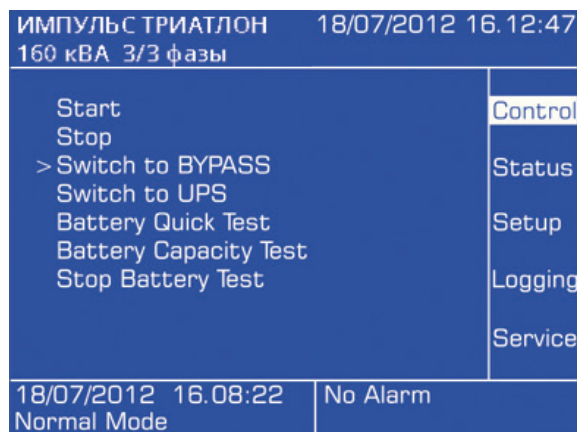 ИМПУЛЬС ТРИАТЛОН 18/07/2012 16.12:47
160 кВА 3/3 фазы
Start
Stop
> Switch to BYPASS
Switch to UPS
Battery Quick Test
Battery Capacity Test
Stop Battery Test
Control
Status
Setup
Logging
Service
18/07/2012 16.08:22
Normal Mode
No Alarm